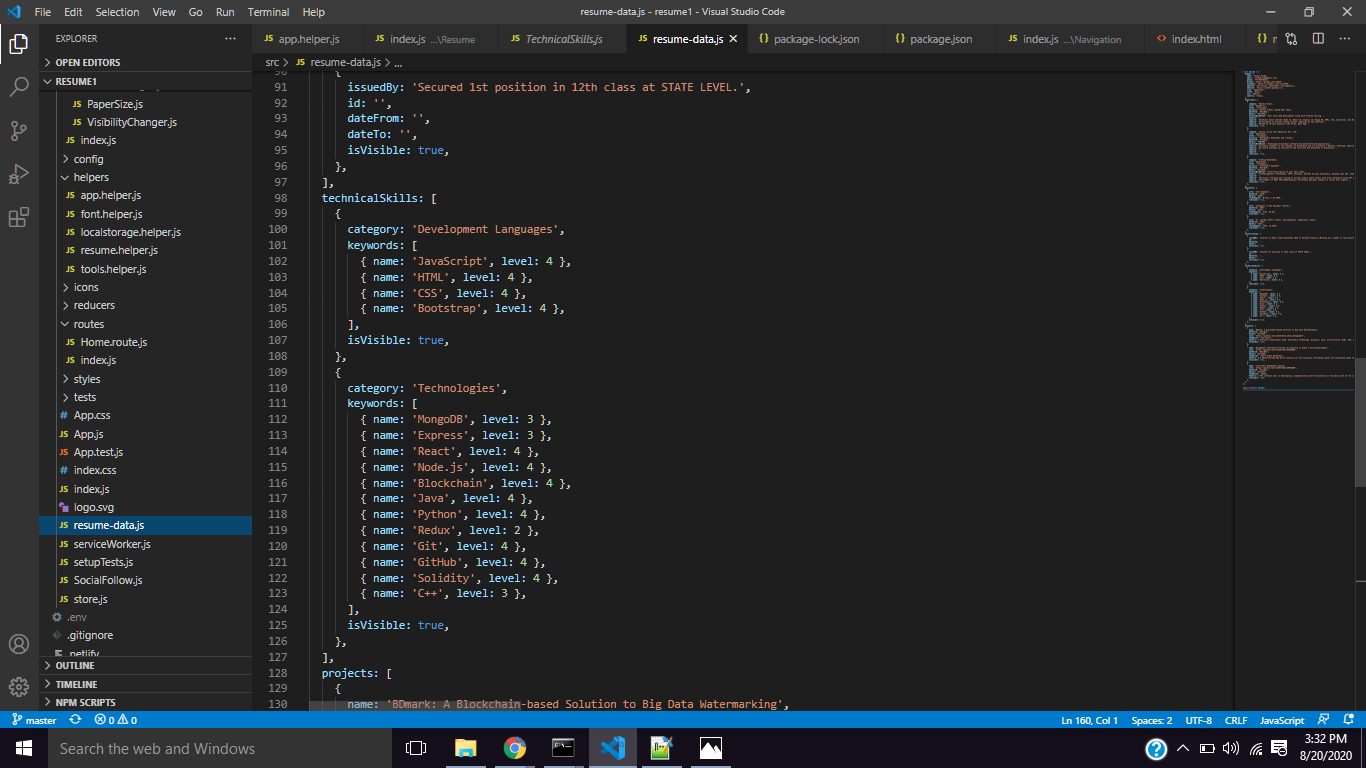 File Edit Selection View Go Run Terminal Help resume-data.js - resume1 - Visual Studio Code
EXPLORER
app.helper.js
index.js ...\Resume
TechnicalSkills.js
resume-data.js
package-lock.json
package.json
index.js ...\Navigation
index.html
OPEN EDITORS
RESUME1
PaperSize.js
VisibilityChanger.js
index.js
config
helpers
app.helper.js
font.helper.js
localstorage.helper.js
resume.helper.js
tools.helper.js
icons
reducers
routes
Home.route.js
index.js
styles
tests
App.css
App.js
App.test.js
index.css
index.js
logo.svg
resume-data.js
serviceWorker.js
setupTests.js
SocialFollow.js
store.js
.env
.gitignore
netlify
OUTLINE
TIMELINE
NPM SCRIPTS
src > resume-data.js > ...
90 {
91 issuedBy: 'Secured 1st position in 12th class at STATE LEVEL.',
92 id: '',
93 dateFrom: '',
94 dateTo: '',
95 isVisible: true,
96 },
97 ],
98 technicalSkills: [
99 {
100 category: 'Development Languages',
101 keywords: [
102 { name: 'JavaScript', level: 4 },
103 { name: 'HTML', level: 4 },
104 { name: 'CSS', level: 4 },
105 { name: 'Bootstrap', level: 4 },
106 ],
107 isVisible: true,
108 },
109 {
110 category: 'Technologies',
111 keywords: [
112 { name: 'MongoDB', level: 3 },
113 { name: 'Express', level: 3 },
114 { name: 'React', level: 4 },
115 { name: 'Node.js', level: 4 },
116 { name: 'Blockchain', level: 4 },
117 { name: 'Java', level: 4 },
118 { name: 'Python', level: 4 },
119 { name: 'Redux', level: 2 },
120 { name: 'Git', level: 4 },
121 { name: 'GitHub', level: 4 },
122 { name: 'Solidity', level: 4 },
123 { name: 'C++', level: 3 },
124 ],
125 isVisible: true,
126 },
127 ],
128 projects: [
129 {
130 name: 'BDmark: A Blockchain-based Solution to Big Data Watermarking',
master 0 0 Ln 160, Col 1 Spaces: 2 UTF-8 CRLF JavaScript
Search the web and Windows
3:32 PM
8/20/2020